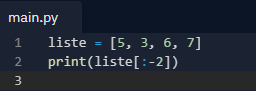 main.py
1 liste = [5, 3, 6, 7]
2 print(liste[:-2])
3